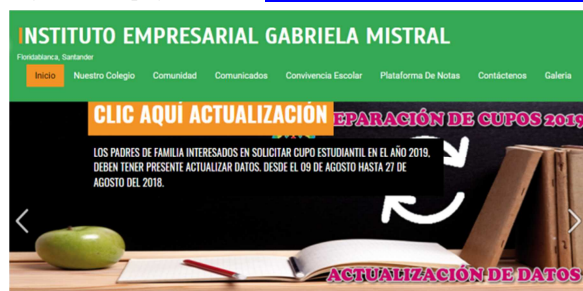 INSTITUTO EMPRESARIAL GABRIELA MISTRAL
Floridablanca, Santander
Inicio Nuestro Colegio Comunidad Comunicados Convivencia Escolar Plataforma De Notas Contáctenos Galeria
CLIC AQUÍ ACTUALIZACIÓN
EPARACIÓN DE CUPOS 2019
LOS PADRES DE FAMILIA INTERESADOS EN SOLICITAR CUPO ESTUDIANTIL EN EL AÑO 2019,
DEBEN TENER PRESENTE ACTUALIZAR DATOS. DESDE EL 09 DE AGOSTO HASTA 27 DE
AGOSTO DEL 2018.
ACTUALIZACIÓN DE DATOS